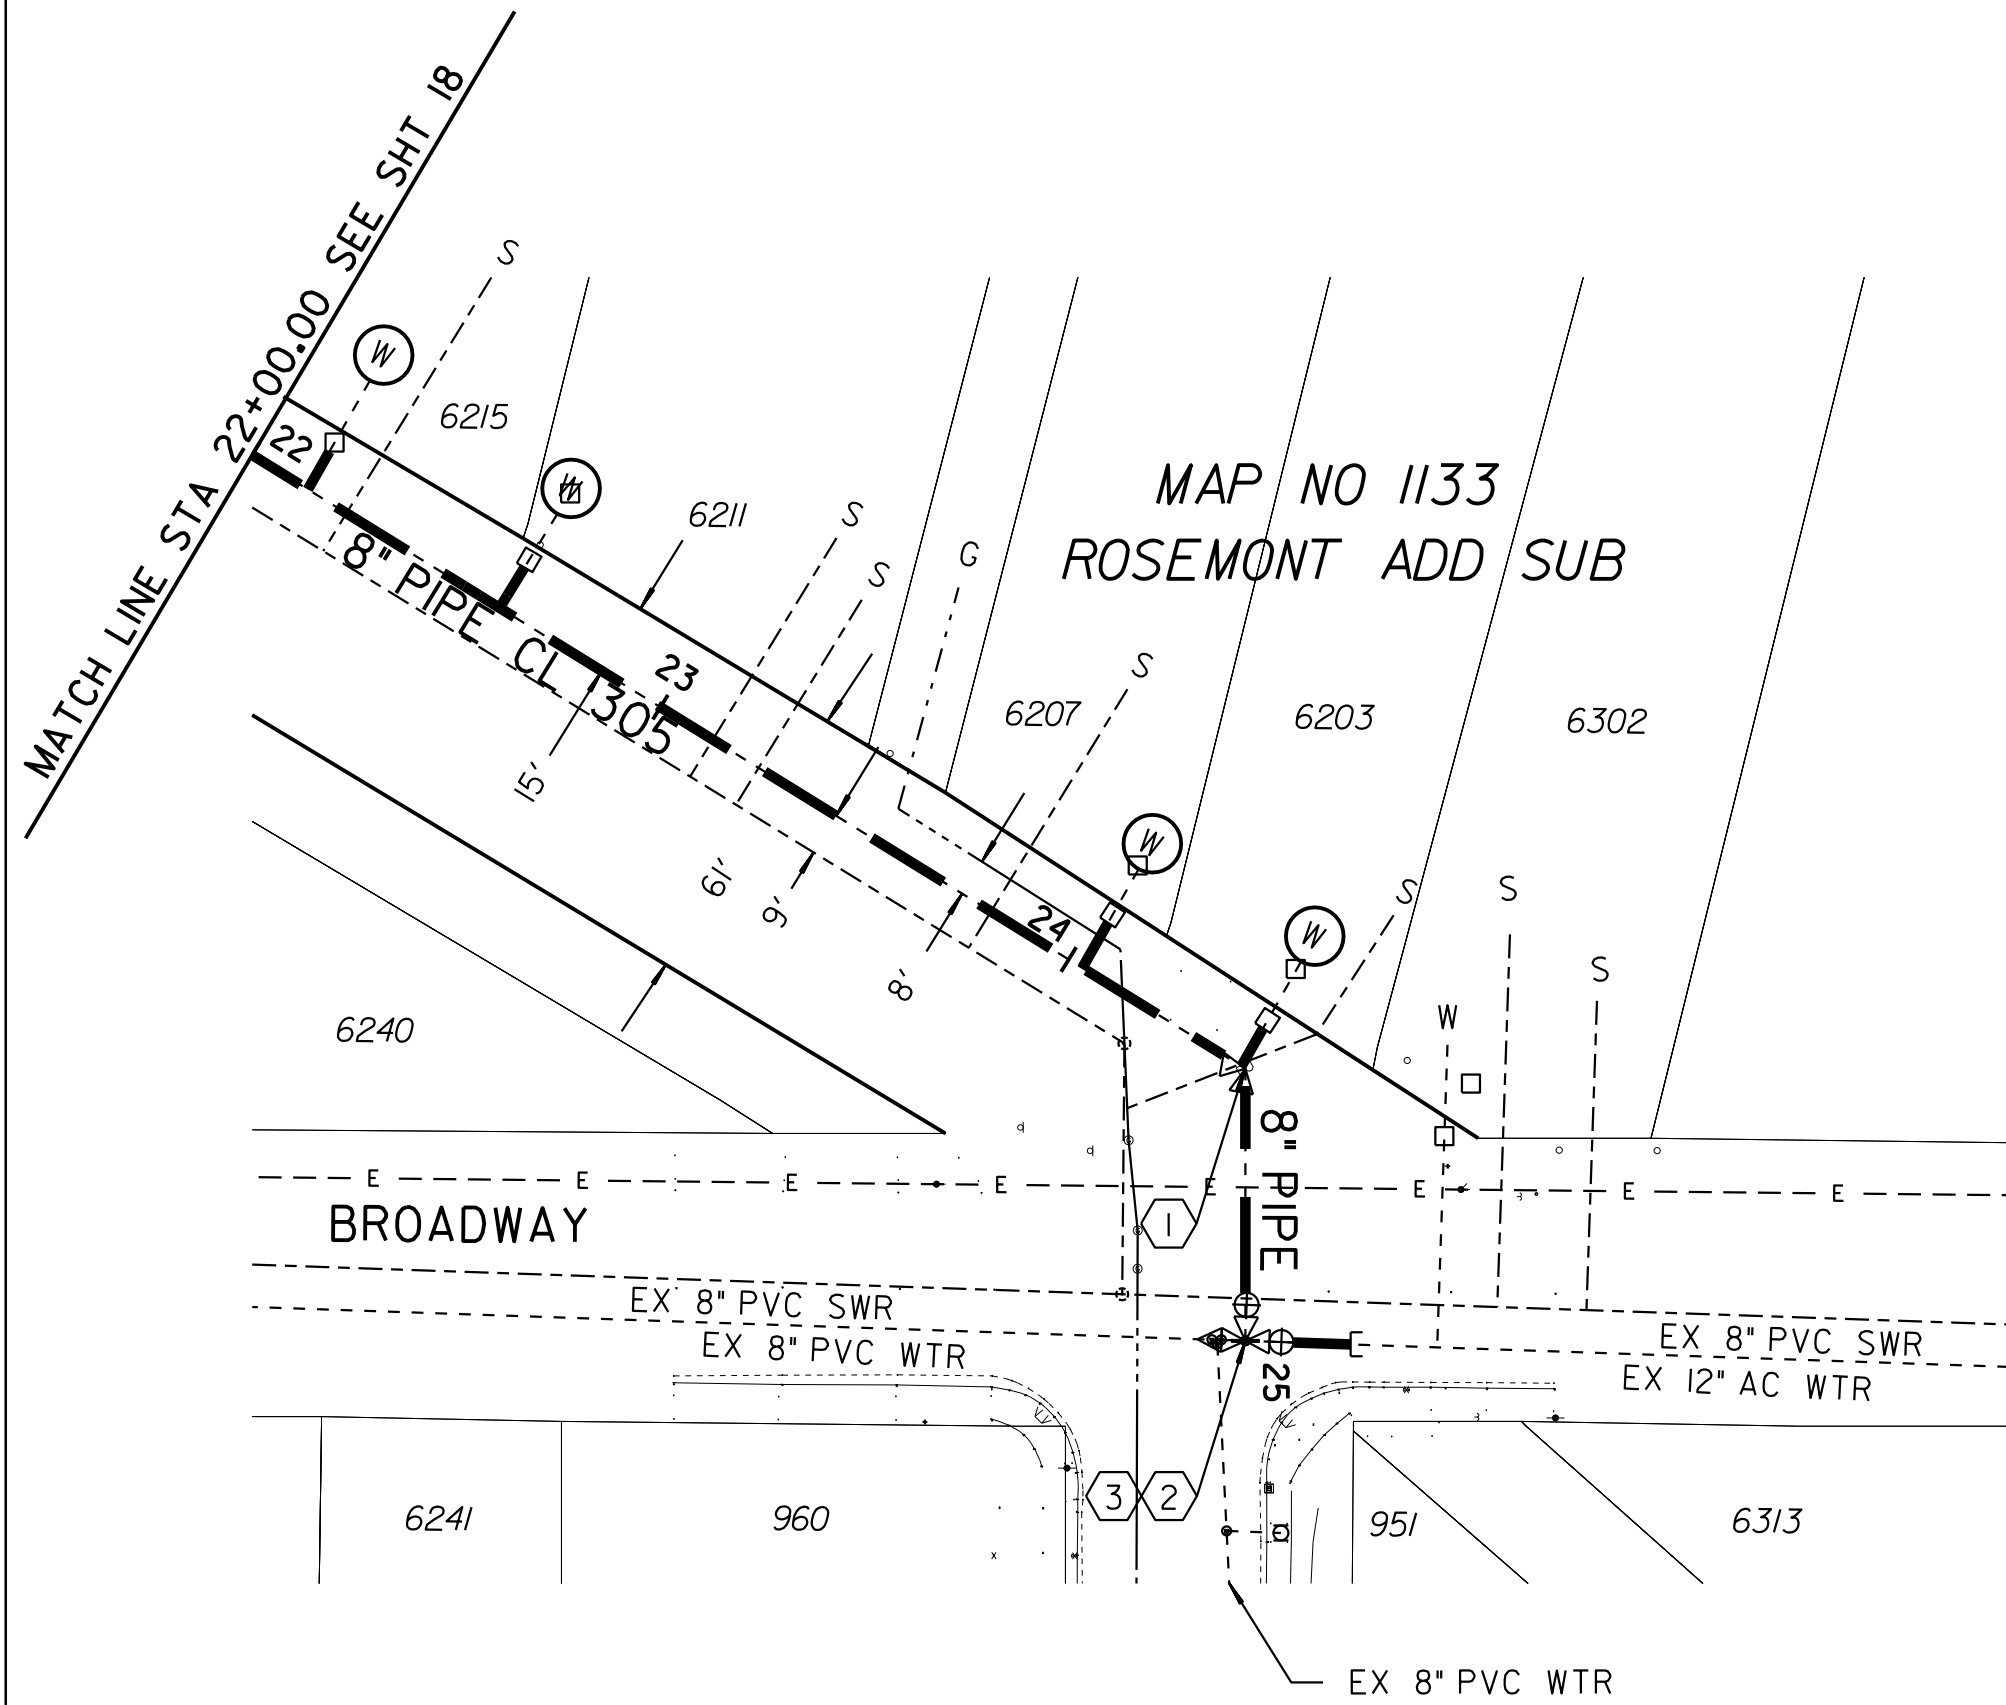 MATCH LINE STA 22+00.00 SEE SHT 18
S
W
6215
22
W
6211
S
S
G
MAP NO 1133
ROSEMONT ADD SUB
8" PIPE CL 305
23
S
6207
6203
6302
15'
61'
9'
8'
24
W
W
S
S
S
W
6240
8" PIPE
E E E E E E E E
BROADWAY
1
EX 8" PVC SWR
EX 8" PVC WTR
EX 8" PVC SWR
EX 12" AC WTR
25
3
2
6241
960
951
6313
EX 8" PVC WTR